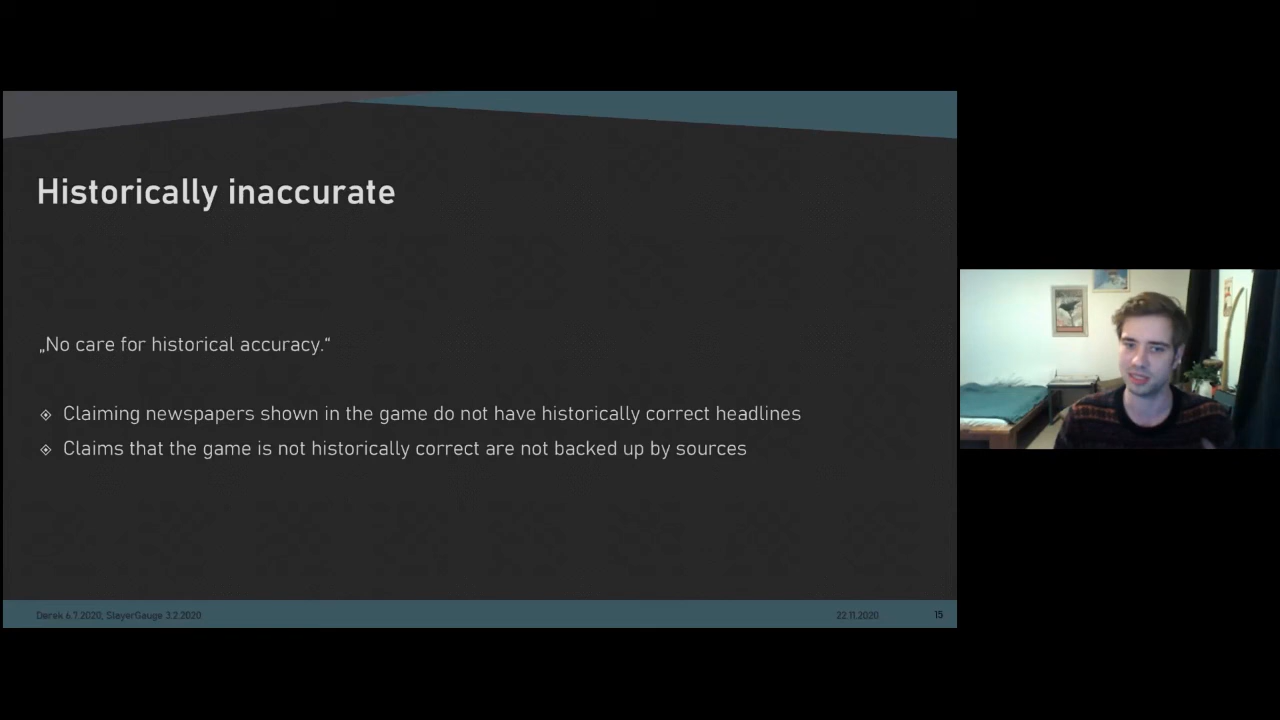 Historically inaccurate
„No care for historical accuracy.“
Claiming newspapers shown in the game do not have historically correct headlines
Claims that the game is not historically correct are not backed up by sources
Derek 6.7.2020; SlayerGauge 3.2.2020 22.11.2020 15